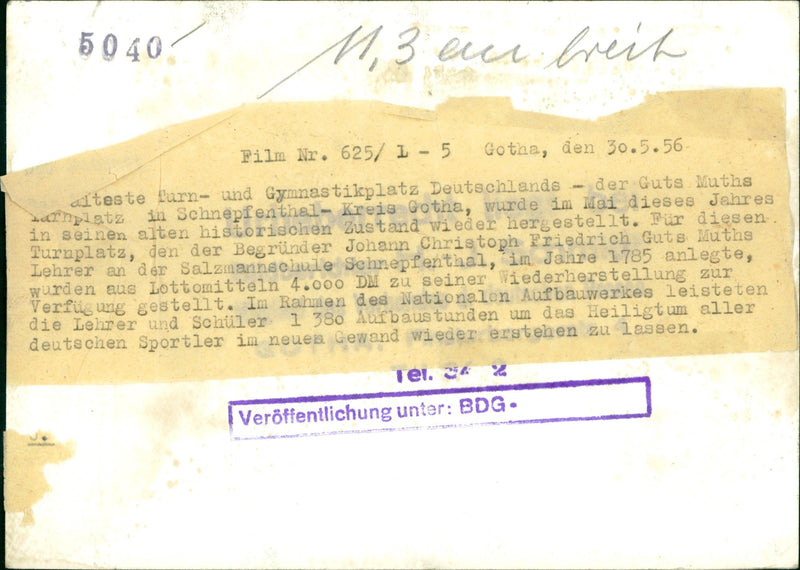 5040
11,3 cm breit
Film Nr. 625/ 1 - 5 Gotha, den 30.5.56
älteste Turn- und Gymnastikplatz Deutschlands - der Guts Muths
Turnplatz in Schnepfenthal- Kreis Gotha, wurde im Mai dieses Jahres
in seinen alten historischen Zustand wieder hergestellt. Für diesen
Turnplatz, den der Begründer Johann Christoph Friedrich Guts Muths
Lehrer an der Salzmannschule Schnepfenthal, im Jahre 1785 anlegte,
wurden aus Lottomitteln 4.000 DM zu seiner Wiederherstellung zur
Verfügung gestellt. Im Rahmen des Nationalen Aufbauwerkes leisteten
die Lehrer und Schüler 1 380 Aufbaustunden um das Heiligtum aller
deutschen Sportler im neuen Gewand wieder erstehen zu lassen.
Tel.
Veröffentlichung unter: BDG-